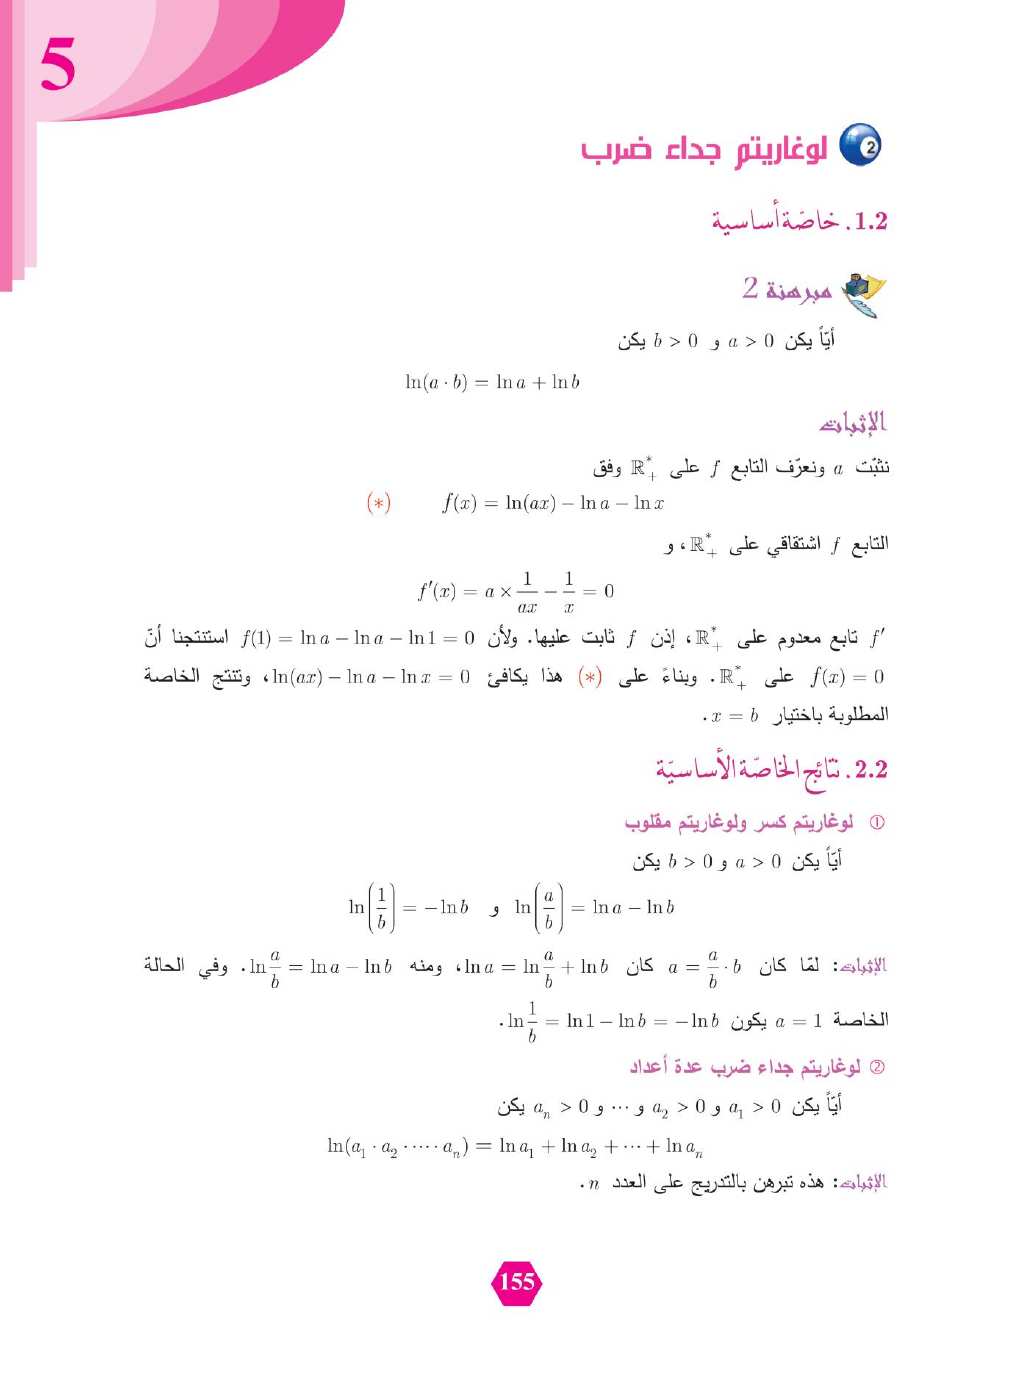 5
2 لوغاريتم جداء ضرب
1.2. خاصّة أساسية
مبرهنة 2
أيّاً يكن a > 0 و b > 0 يكن
ln(a · b) = ln a + ln b
الإثبات
نثبّت a ونعرّف التابع f على ℝ*₊ وفق
f(x) = ln(ax) − ln a − ln x (*)
التابع f اشتقاقي على ℝ*₊، و
f′(x) = a × 1/(ax) − 1/x = 0
f′ تابع معدوم على ℝ*₊، إذن f ثابت عليها. ولأن f(1) = ln a − ln a − ln 1 = 0 استنتجنا أنّ
f(x) = 0 على ℝ*₊. وبناءً على (*) هذا يكافئ ln(ax) − ln a − ln x = 0، وتنتج الخاصة
المطلوبة باختيار x = b.
2.2. نتائج الخاصّة الأساسيّة
① لوغاريتم كسر ولوغاريتم مقلوب
أيّاً يكن a > 0 و b > 0 يكن
ln(a/b) = ln a − ln b و ln(1/b) = −ln b
الإثبات: لمّا كان a = a/b · b كان ln a = ln a/b + ln b، ومنه ln a/b = ln a − ln b. وفي الحالة
الخاصة a = 1 يكون ln 1/b = ln 1 − ln b = −ln b.
② لوغاريتم جداء ضرب عدة أعداد
أيّاً يكن a₁ > 0 و a₂ > 0 و ⋯ و aₙ > 0 يكن
ln(a₁ · a₂ · ⋯ · aₙ) = ln a₁ + ln a₂ + ⋯ + ln aₙ
الإثبات: هذه تبرهن بالتدريج على العدد n.
155